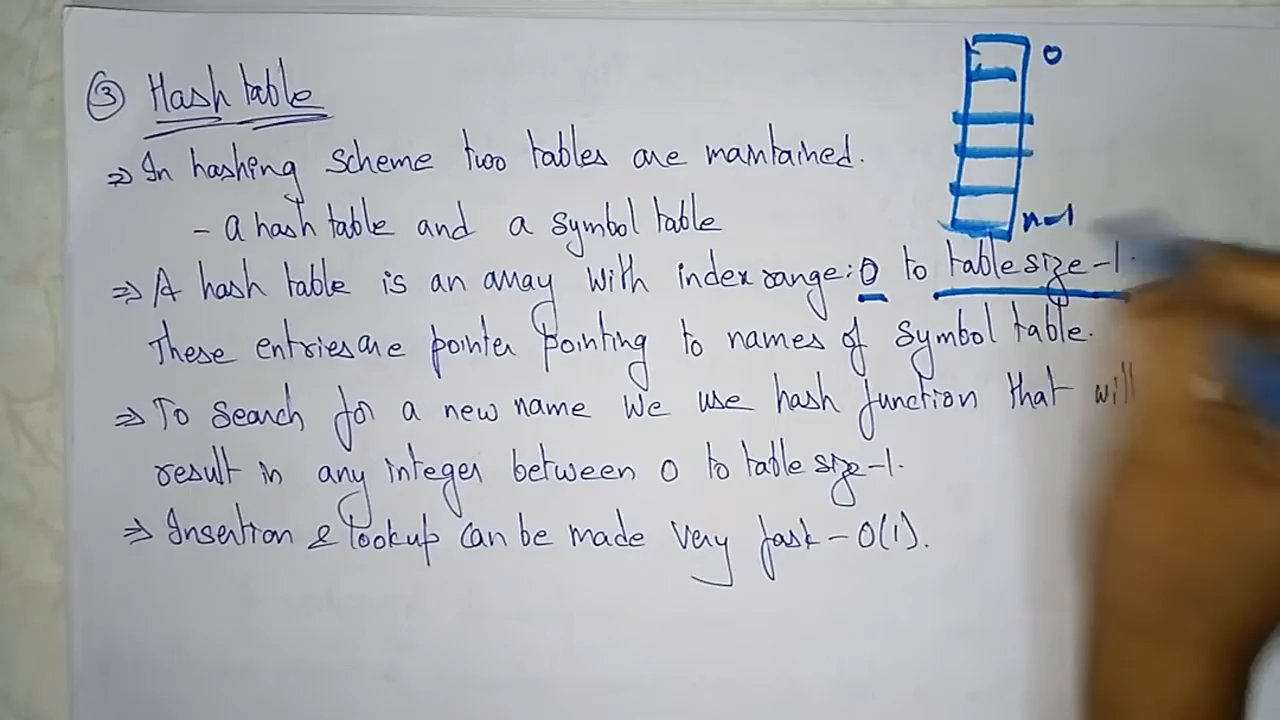 ③ Hash table
0
⇒ In hashing scheme two tables are maintained.
- a hash table and a symbol table
n-1
⇒ A hash table is an array with index range: 0 to table size-1.
These entries are pointer pointing to names of symbol table.
⇒ To search for a new name we use hash function that will
result in any integer between 0 to table size-1.
⇒ Insertion & lookup can be made very fast - O(1).